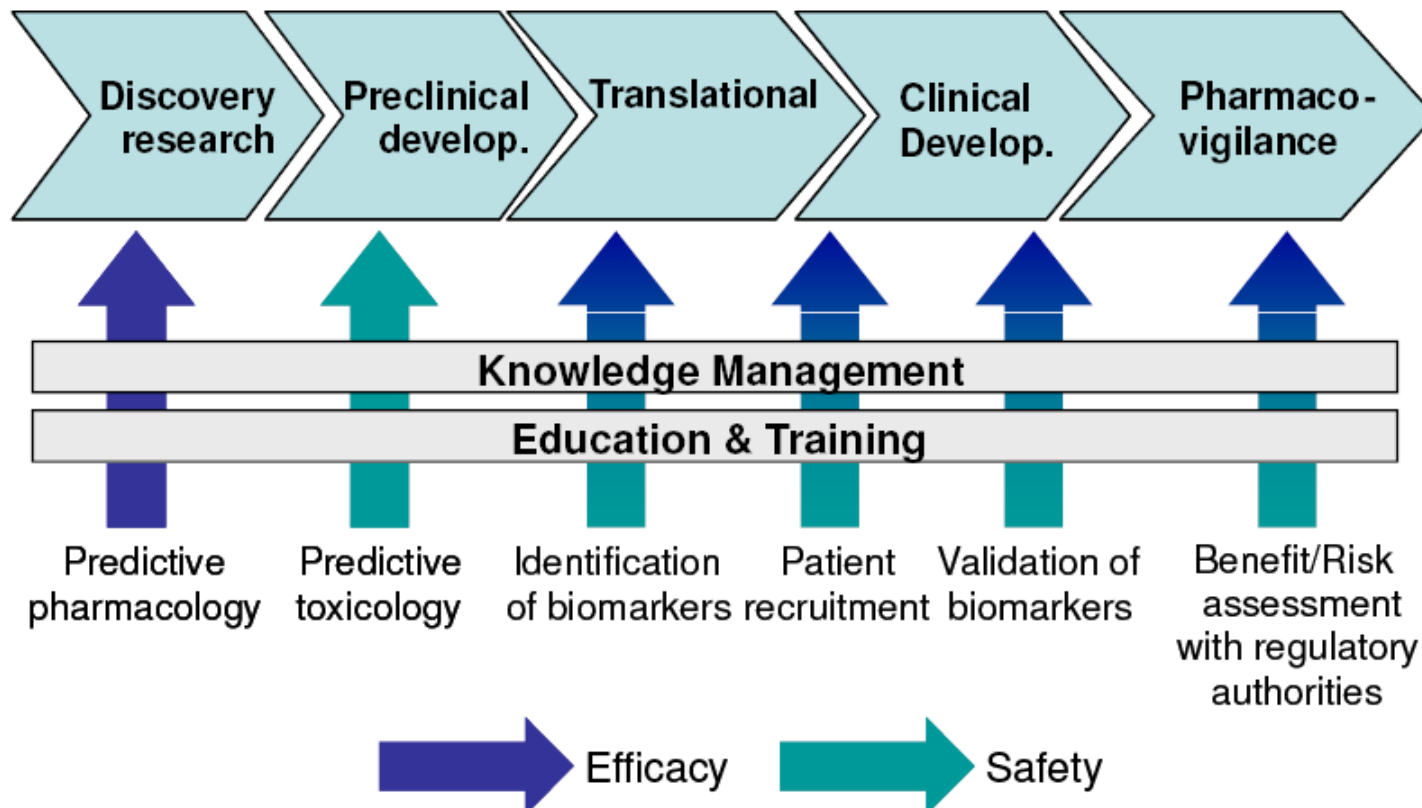 Discovery
research
Preclinical
develop.
Translational
Clinical
Develop.
Pharmaco-
vigilance
Knowledge Management
Education & Training
Predictive
pharmacology
Predictive
toxicology
Identification
of biomarkers
Patient
recruitment
Validation of
biomarkers
Benefit/Risk
assessment
with regulatory
authorities
Efficacy
Safety